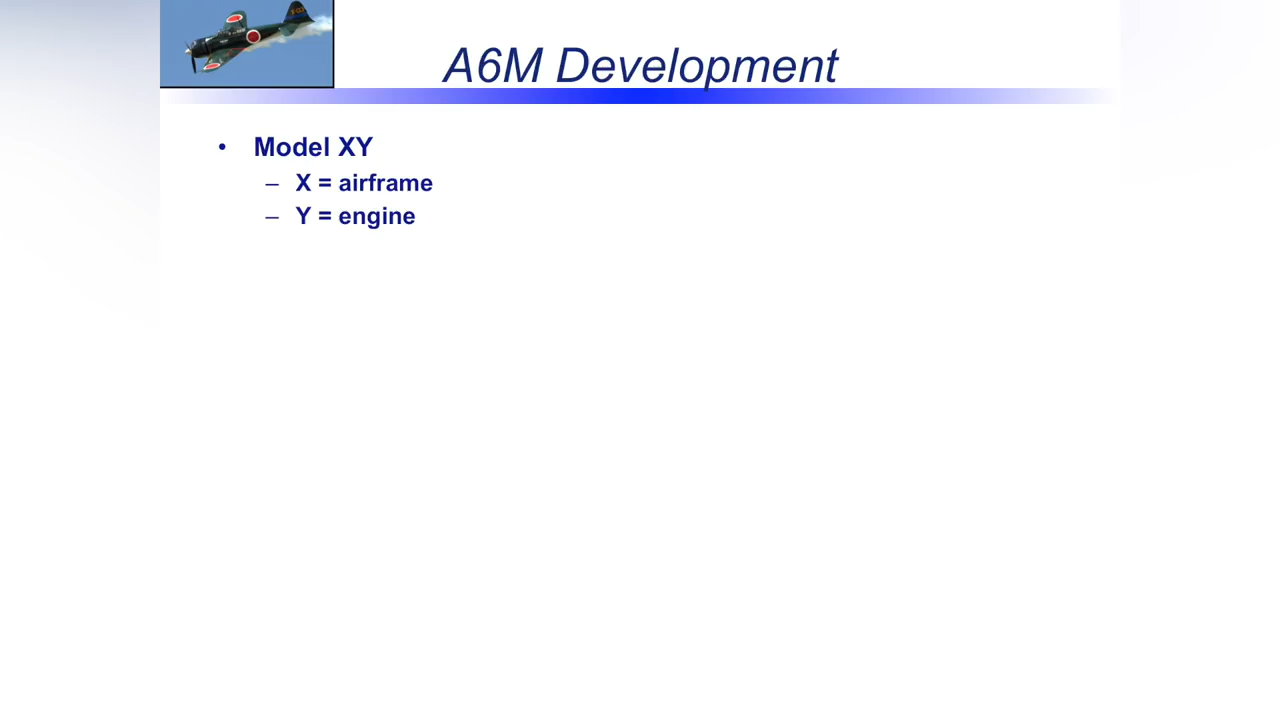 A6M Development
• Model XY
– X = airframe
– Y = engine